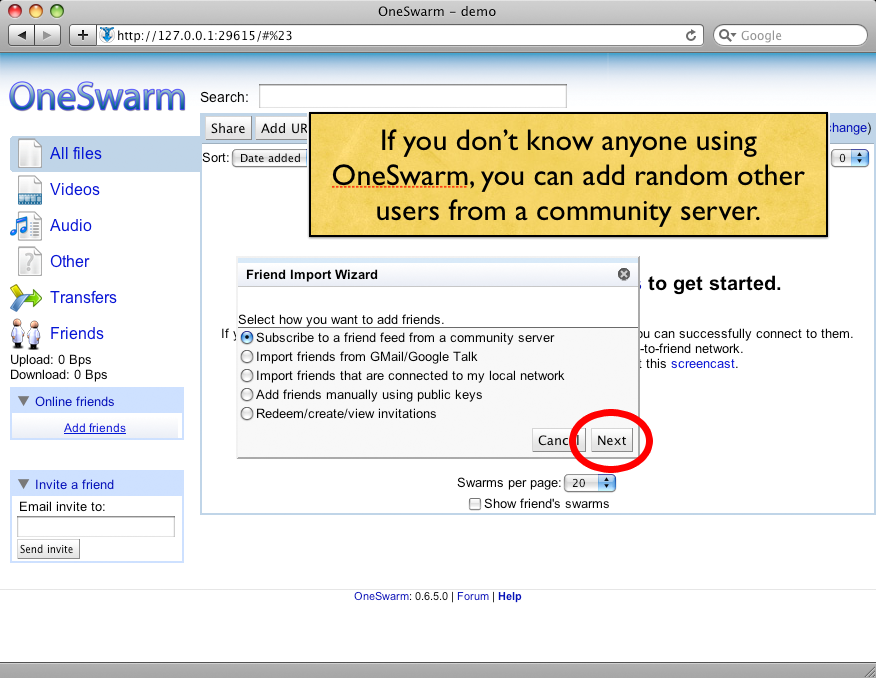 OneSwarm – demo
http://127.0.0.1:29615/#%23
Google
OneSwarm
Search:
Share
Add UR
hange)
Sort:
Date added
0
If you don't know anyone using
OneSwarm, you can add random other
users from a community server.
All files
Videos
Audio
Other
Transfers
Friends
Upload: 0 Bps
Download: 0 Bps
Online friends
Add friends
Invite a friend
Email invite to:
Send invite
to get started.
If
can successfully connect to them.
-to-friend network.
this screencast.
Friend Import Wizard
Select how you want to add friends.
Subscribe to a friend feed from a community server
Import friends from GMail/Google Talk
Import friends that are connected to my local network
Add friends manually using public keys
Redeem/create/view invitations
Cancel
Next
Swarms per page: 20
Show friend's swarms
OneSwarm: 0.6.5.0 | Forum | Help